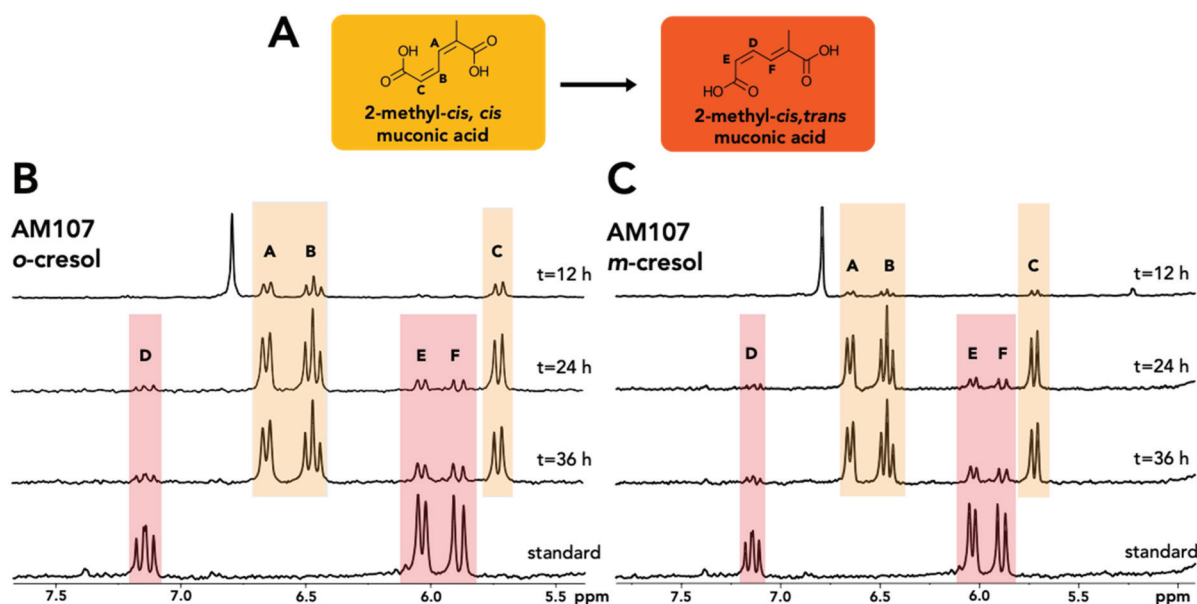 A
OH
O
A
B
C
O
OH
2-methyl-cis, cis
muconic acid
D
E
F
HO
O
O
OH
2-methyl-cis,trans
muconic acid
B
AM107
o-cresol
A
B
C
t=12 h
D
E
F
t=24 h
t=36 h
standard
7.5
7.0
6.5
6.0
5.5
ppm
C
AM107
m-cresol
A
B
C
t=12 h
D
E
F
t=24 h
t=36 h
standard
7.5
7.0
6.5
6.0
5.5
ppm